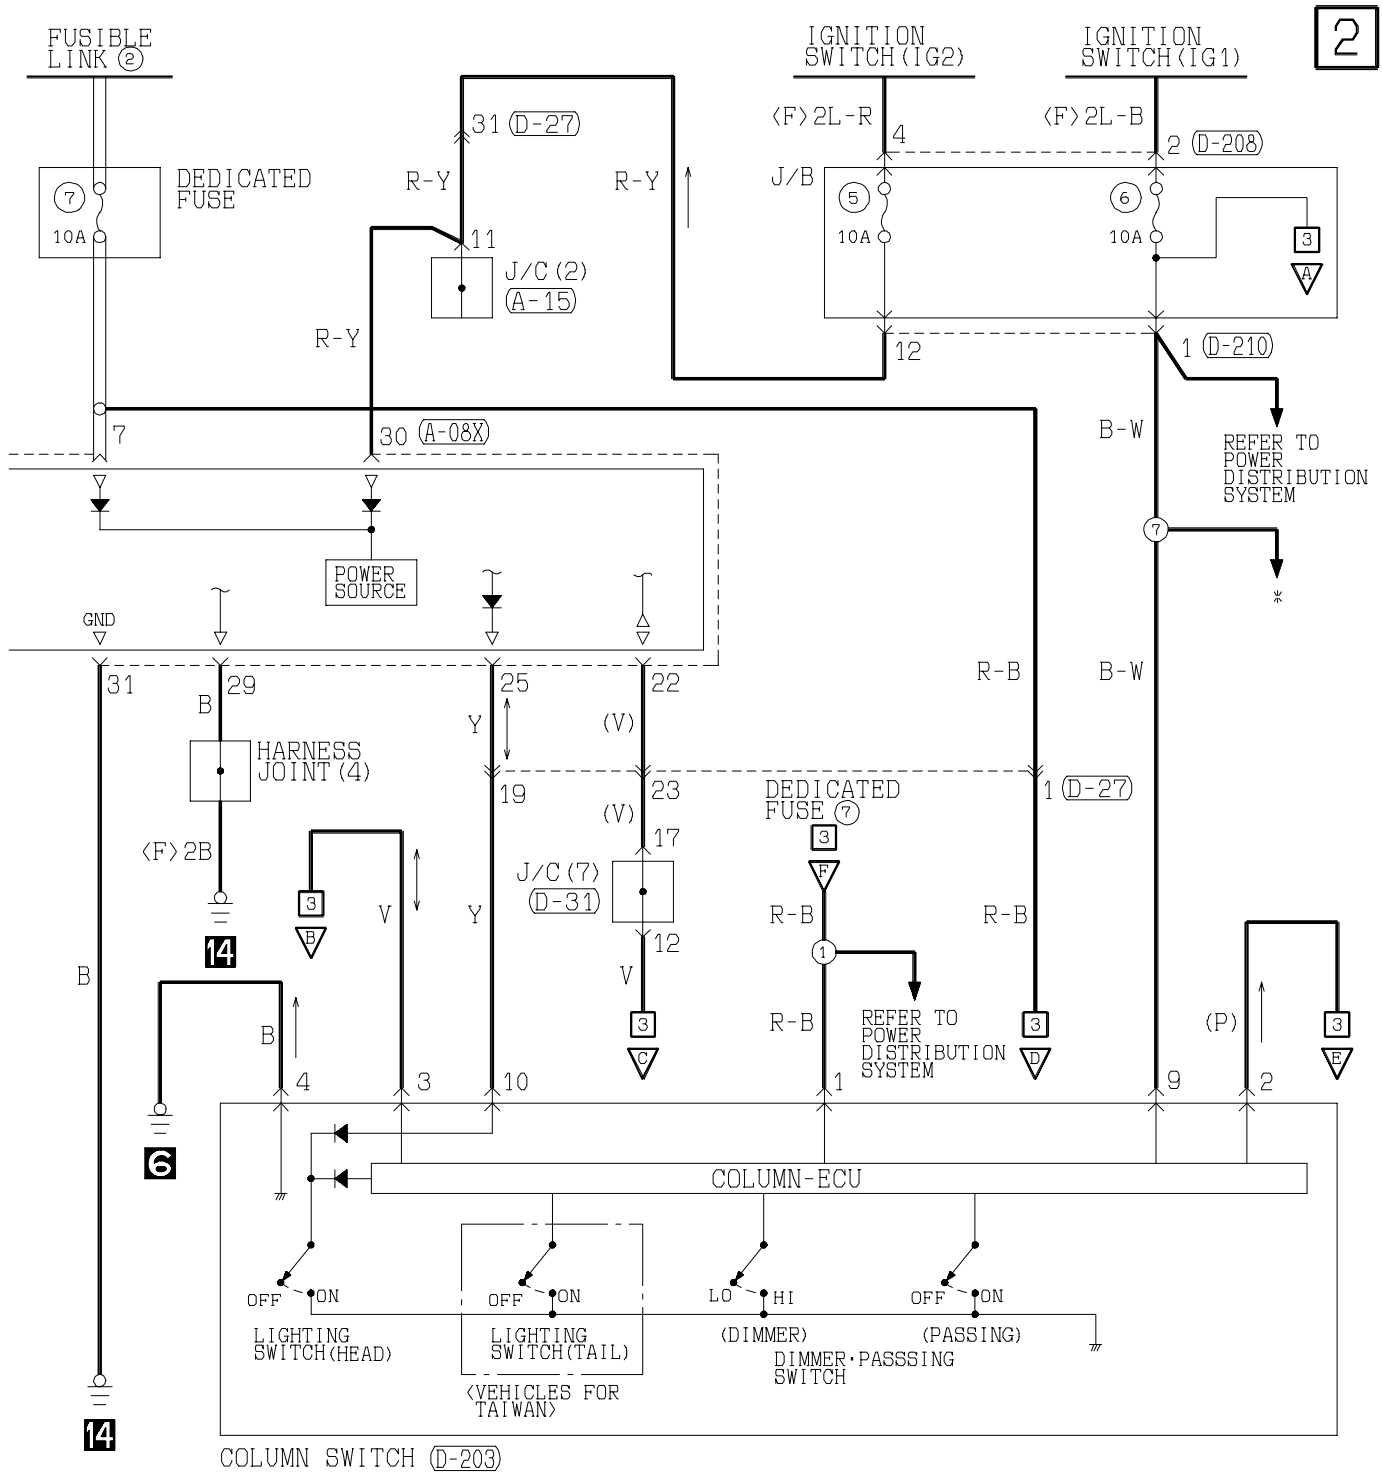 2
FUSIBLE
LINK ②
IGNITION
SWITCH(IG2)
IGNITION
SWITCH(IG1)
31 (D-27)
<F>2L-R
4
<F>2L-B
2 (D-208)
DEDICATED
FUSE
7
10A
R-Y
R-Y
J/B
5
10A
6
10A
3
A
11
J/C(2)
(A-15)
R-Y
12
1 (D-210)
7
30 (A-08X)
B-W
REFER TO
POWER
DISTRIBUTION
SYSTEM
7
*
POWER
SOURCE
GND
31
29
25
22
B
Y
(V)
R-B
B-W
HARNESS
JOINT(4)
19
23
1 (D-27)
DEDICATED
FUSE ⑦
3
F
(V)
17
<F>2B
J/C(7)
(D-31)
3
B
V
Y
12
R-B
R-B
14
1
B
V
REFER TO
POWER
DISTRIBUTION
SYSTEM
B
3
C
R-B
3
D
(P)
3
E
4
3
10
1
9
2
6
COLUMN-ECU
OFF ON
OFF ON
LO HI
OFF ON
LIGHTING
SWITCH(HEAD)
LIGHTING
SWITCH(TAIL)
(DIMMER)
(PASSING)
DIMMER·PASSSING
SWITCH
<VEHICLES FOR
TAIWAN>
14
COLUMN SWITCH (D-203)